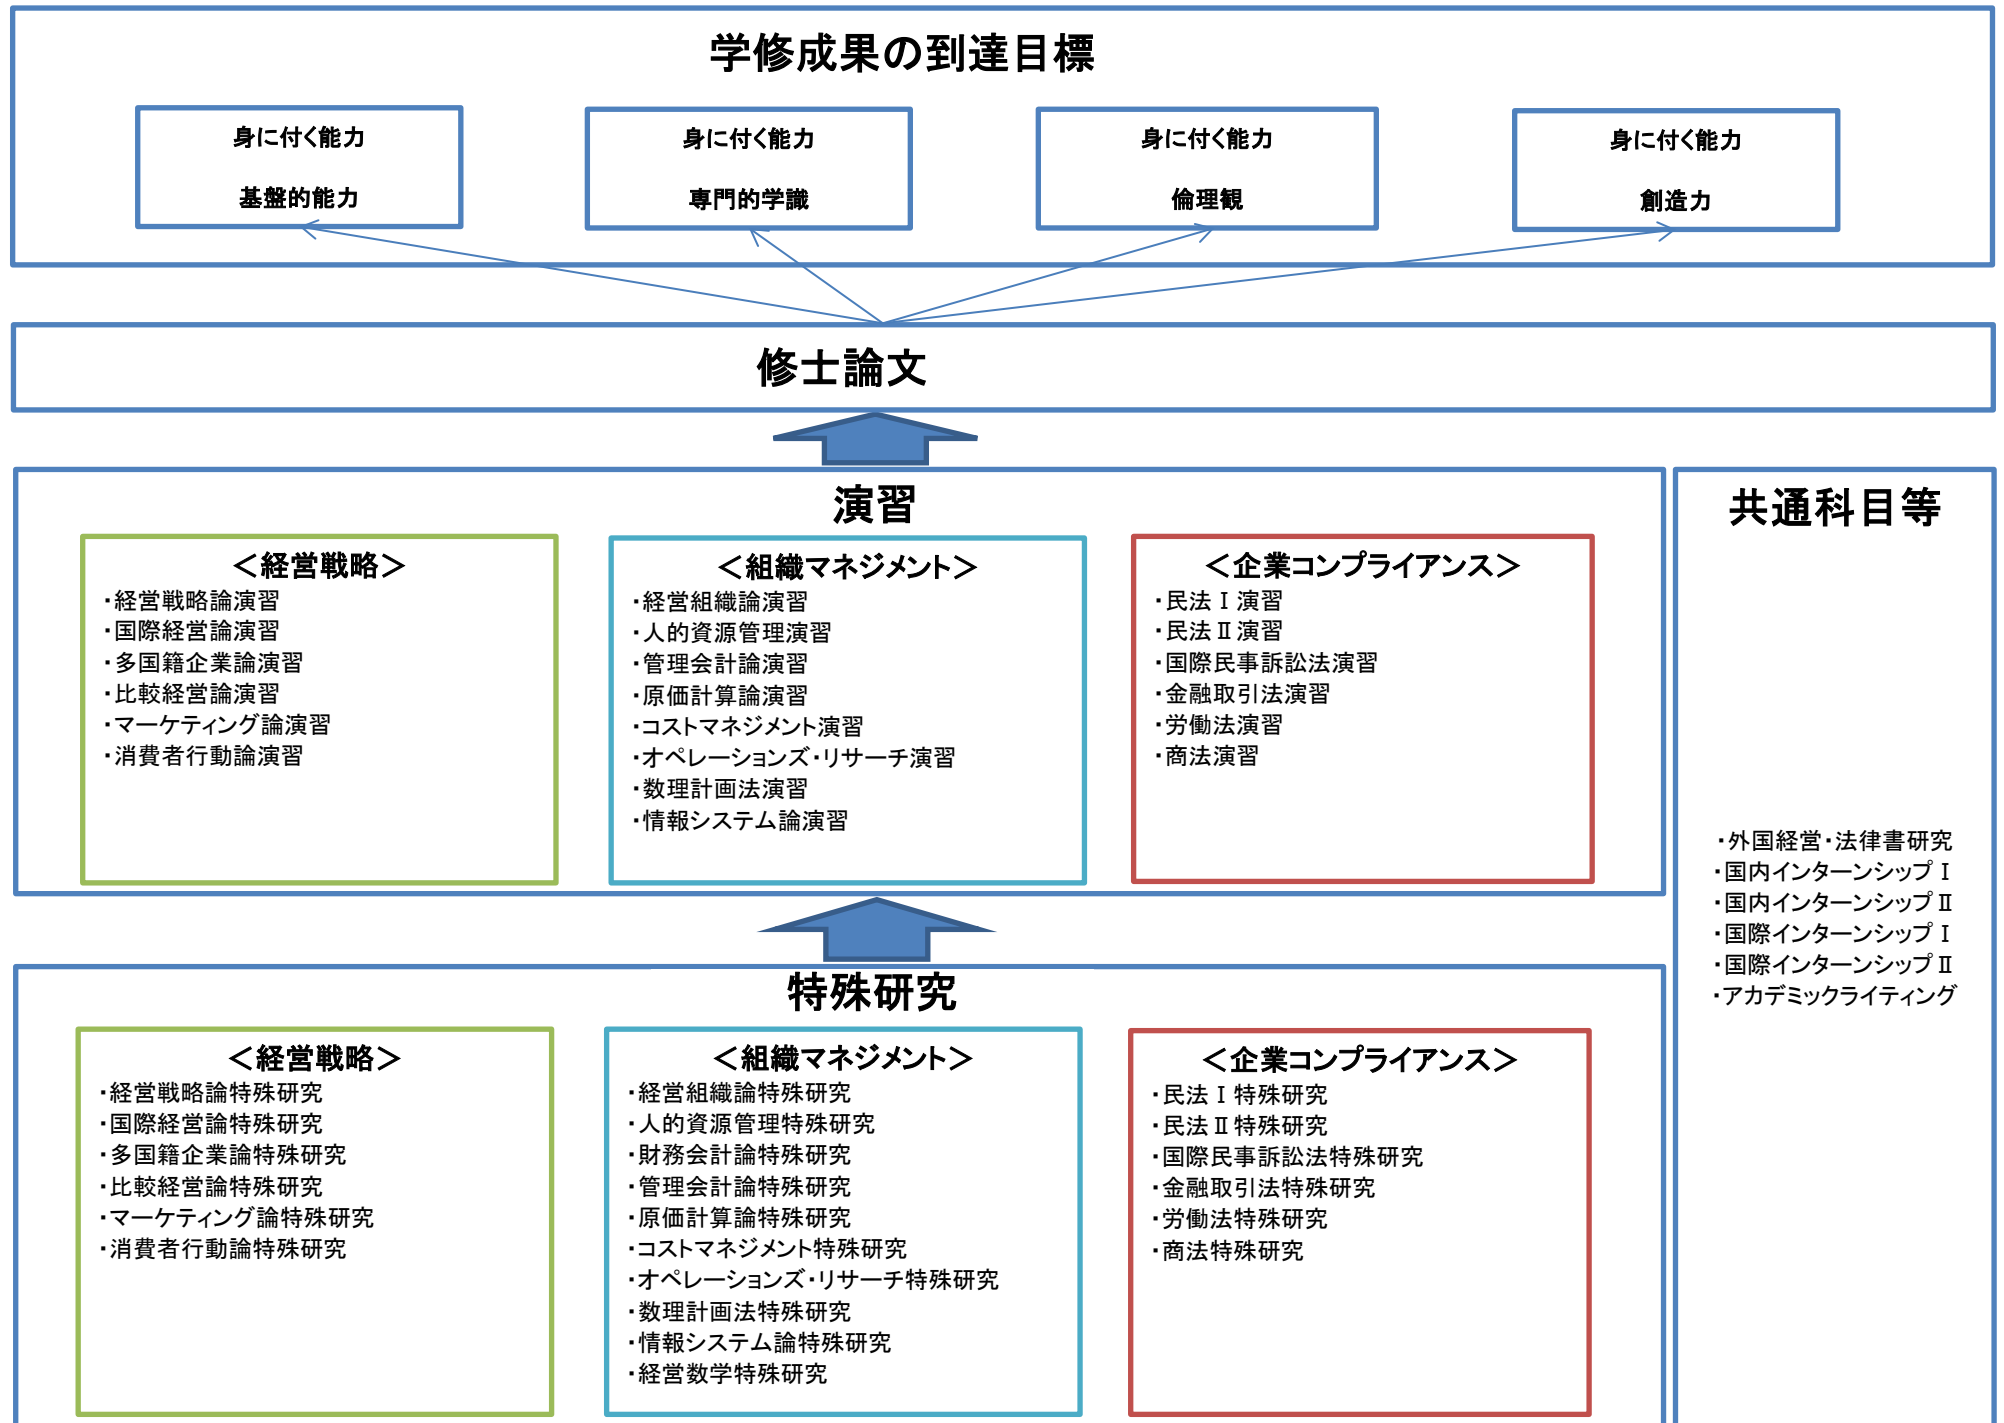 学修成果の到達目標
身に付く能力
基盤的能力
身に付く能力
専門的学識
身に付く能力
倫理観
身に付く能力
創造力
修士論文
演習
＜経営戦略＞
・経営戦略論演習
・国際経営論演習
・多国籍企業論演習
・比較経営論演習
・マーケティング論演習
・消費者行動論演習
＜組織マネジメント＞
・経営組織論演習
・人的資源管理演習
・管理会計論演習
・原価計算論演習
・コストマネジメント演習
・オペレーションズ・リサーチ演習
・数理計画法演習
・情報システム論演習
＜企業コンプライアンス＞
・民法Ⅰ演習
・民法Ⅱ演習
・国際民事訴訟法演習
・金融取引法演習
・労働法演習
・商法演習
共通科目等
・外国経営・法律書研究
・国内インターンシップⅠ
・国内インターンシップⅡ
・国際インターンシップⅠ
・国際インターンシップⅡ
・アカデミックライティング
特殊研究
＜経営戦略＞
・経営戦略論特殊研究
・国際経営論特殊研究
・多国籍企業論特殊研究
・比較経営論特殊研究
・マーケティング論特殊研究
・消費者行動論特殊研究
＜組織マネジメント＞
・経営組織論特殊研究
・人的資源管理特殊研究
・財務会計論特殊研究
・管理会計論特殊研究
・原価計算論特殊研究
・コストマネジメント特殊研究
・オペレーションズ・リサーチ特殊研究
・数理計画法特殊研究
・情報システム論特殊研究
・経営数学特殊研究
＜企業コンプライアンス＞
・民法Ⅰ特殊研究
・民法Ⅱ特殊研究
・国際民事訴訟法特殊研究
・金融取引法特殊研究
・労働法特殊研究
・商法特殊研究